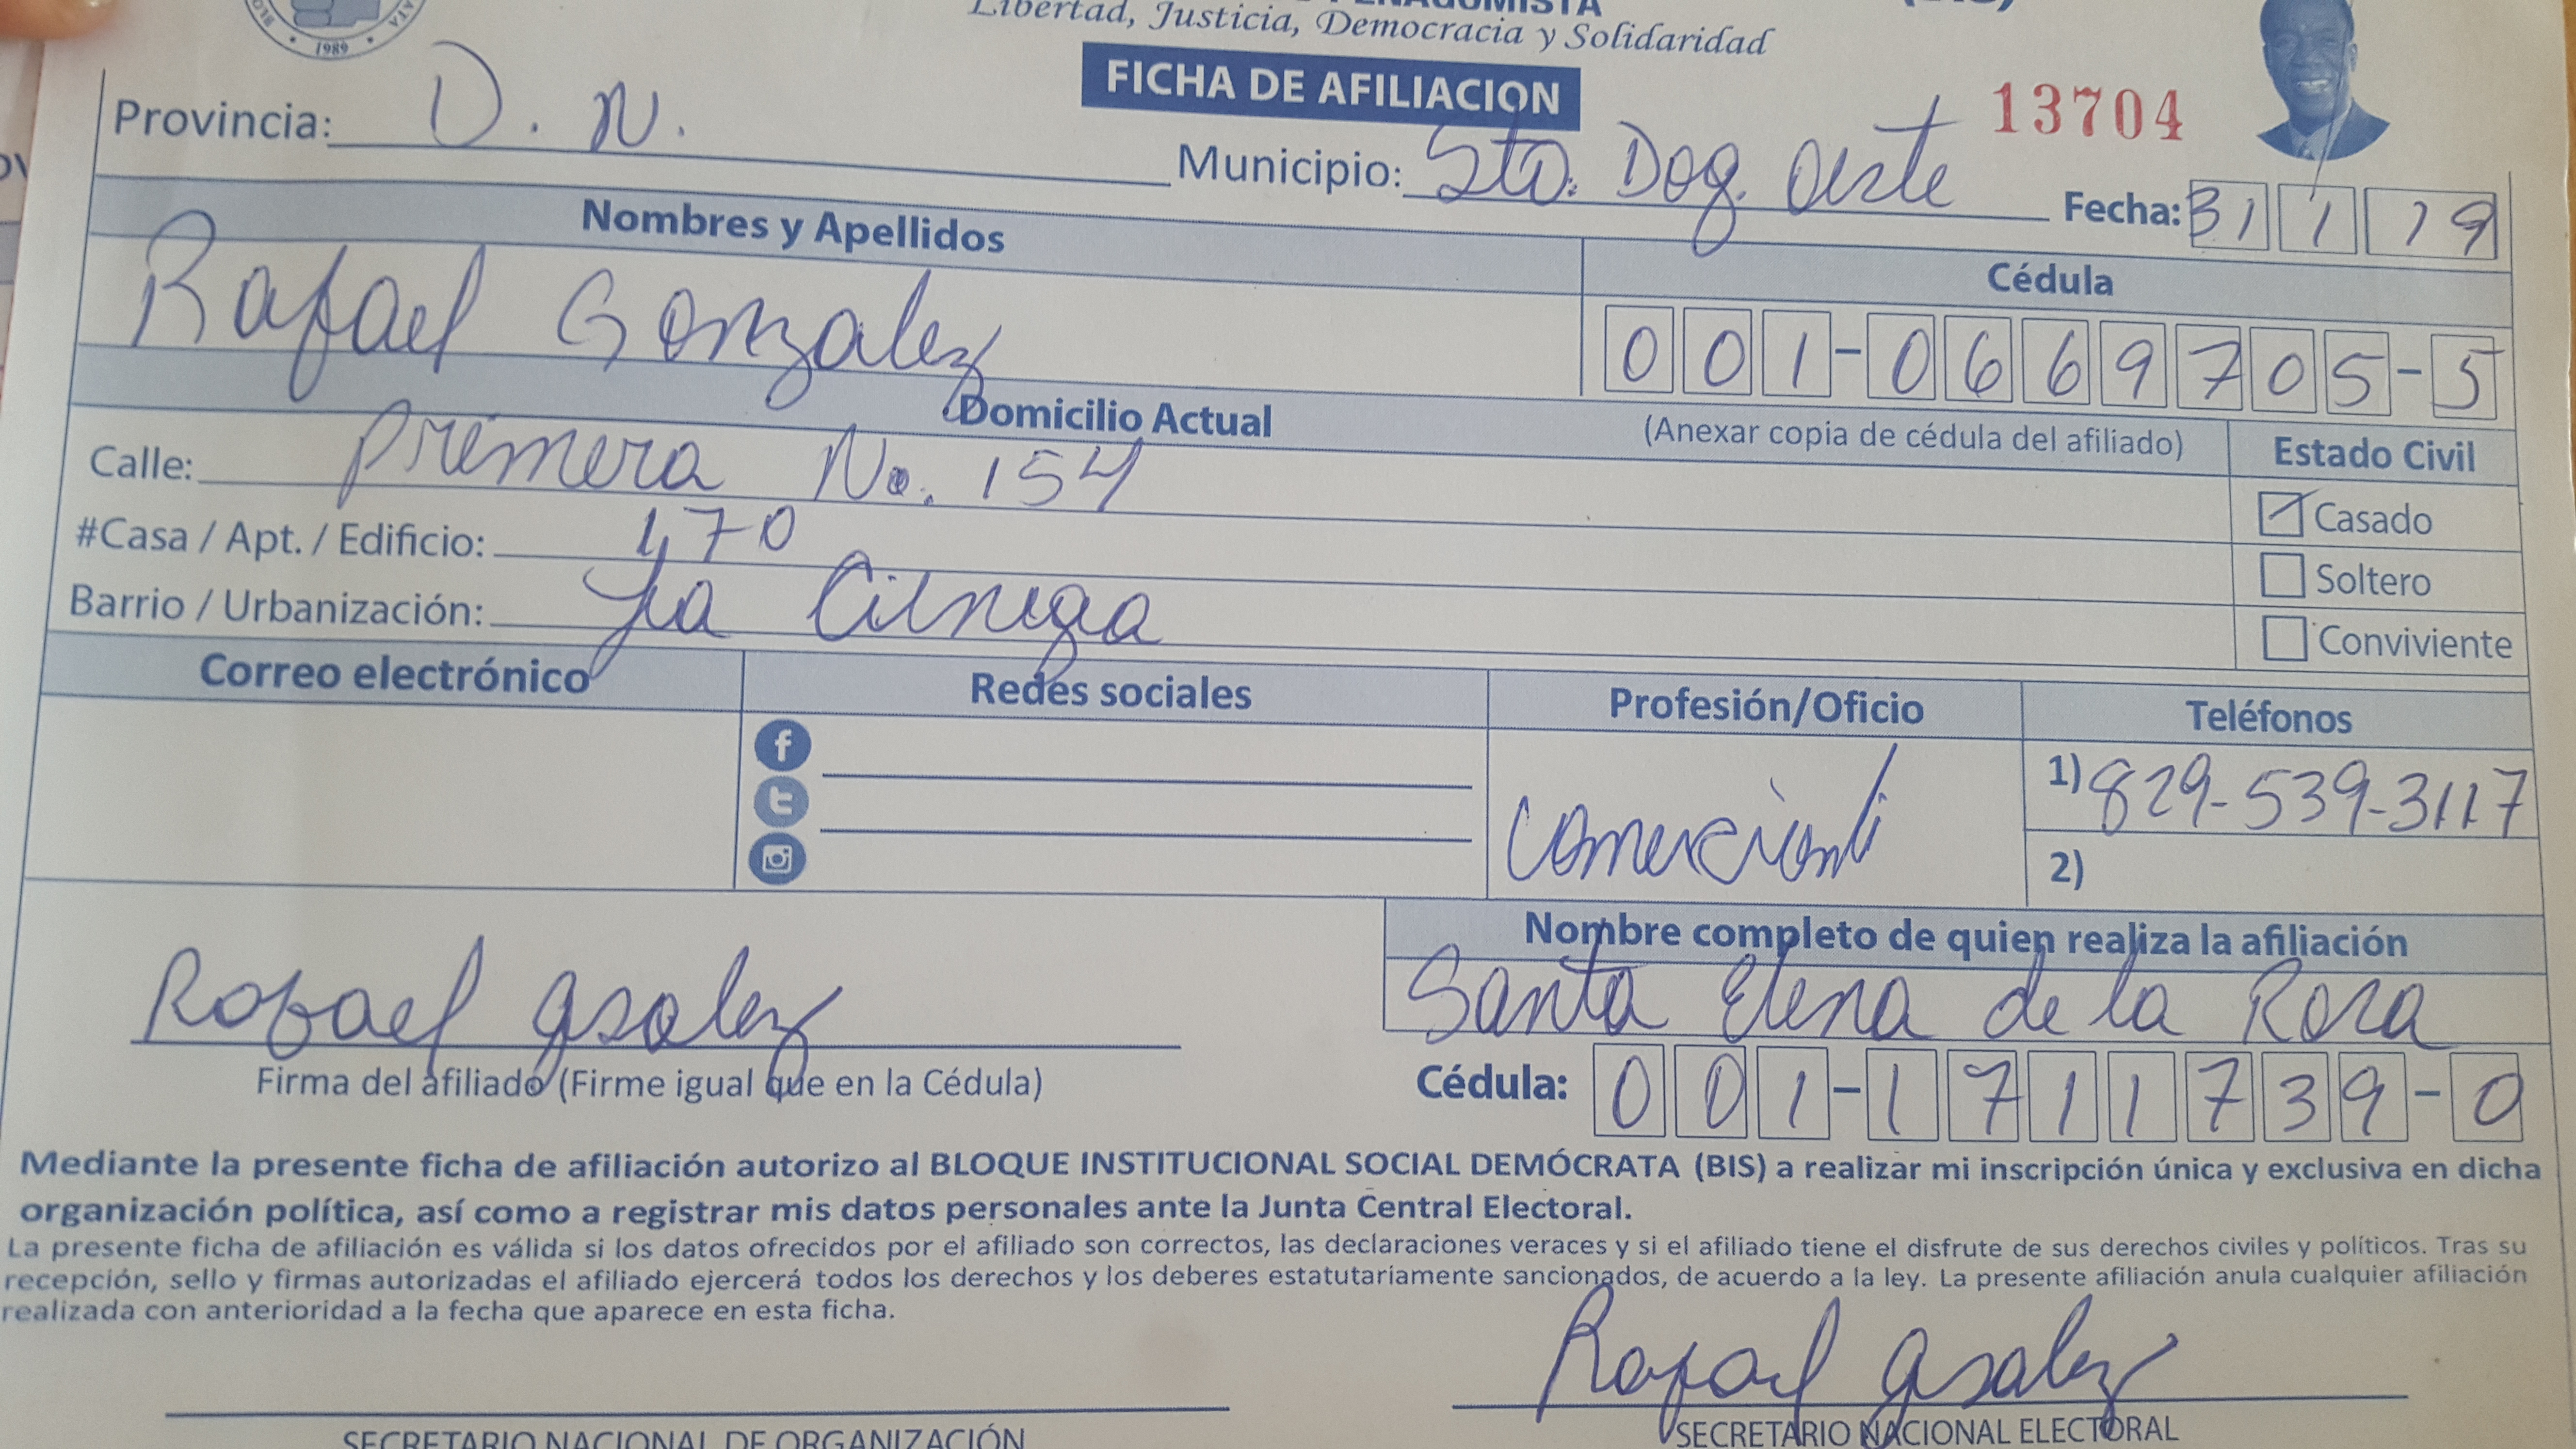 1989
Libertad, Justicia, Democracia y Solidaridad
FICHA DE AFILIACION
13704
Provincia: D. N.
Municipio: Sto. Dog. Oeste
Fecha: 31 1 19
Nombres y Apellidos
Cédula
Rafael Gonzalez
001-0669705-5
Domicilio Actual
(Anexar copia de cédula del afiliado)
Estado Civil
Calle: Primera No. 154
Casado
#Casa / Apt. / Edificio: 170
Soltero
Barrio / Urbanización: La Cienega
Conviviente
Correo electrónico
Redes sociales
Profesión/Oficio
Teléfonos
f
t
Comerciante
1) 829-539-3117
2)
Nombre completo de quien realiza la afiliación
Santa Elena de la Rosa
Rafael Gsalez
Firma del afiliado (Firme igual que en la Cédula)
Cédula: 001-1711739-0
Mediante la presente ficha de afiliación autorizo al BLOQUE INSTITUCIONAL SOCIAL DEMÓCRATA (BIS) a realizar mi inscripción única y exclusiva en dicha
organización política, así como a registrar mis datos personales ante la Junta Central Electoral.
La presente ficha de afiliación es válida si los datos ofrecidos por el afiliado son correctos, las declaraciones veraces y si el afiliado tiene el disfrute de sus derechos civiles y políticos. Tras su
recepción, sello y firmas autorizadas el afiliado ejercerá todos los derechos y los deberes estatutariamente sancionados, de acuerdo a la ley. La presente afiliación anula cualquier afiliación
realizada con anterioridad a la fecha que aparece en esta ficha.
Rafael Gsalez
SECRETARIO NACIONAL DE ORGANIZACIÓN
SECRETARIO NACIONAL ELECTORAL